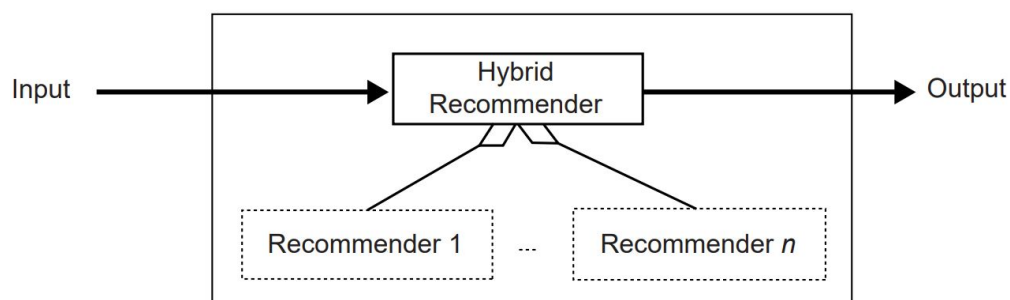 Input
Hybrid
Recommender
Output
Recommender 1
...
Recommender n